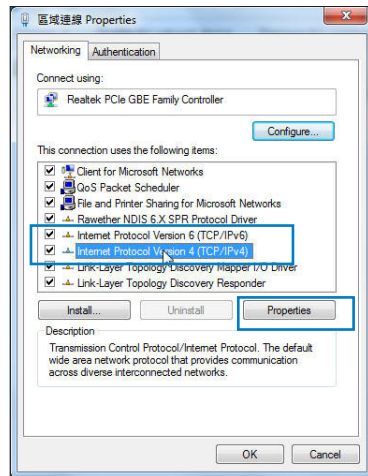 區域連線 Properties
Networking
Authentication
Connect using:
Realtek PCIe GBE Family Controller
Configure...
This connection uses the following items:
Client for Microsoft Networks
QoS Packet Scheduler
File and Printer Sharing for Microsoft Networks
Rawether NDIS 6.X SPR Protocol Driver
Internet Protocol Version 6 (TCP/IPv6)
Internet Protocol Version 4 (TCP/IPv4)
Link-Layer Topology Discovery Mapper I/O Driver
Link-Layer Topology Discovery Responder
Install...
Uninstall
Properties
Description
Transmission Control Protocol/Internet Protocol. The default
wide area network protocol that provides communication
across diverse interconnected networks.
OK
Cancel